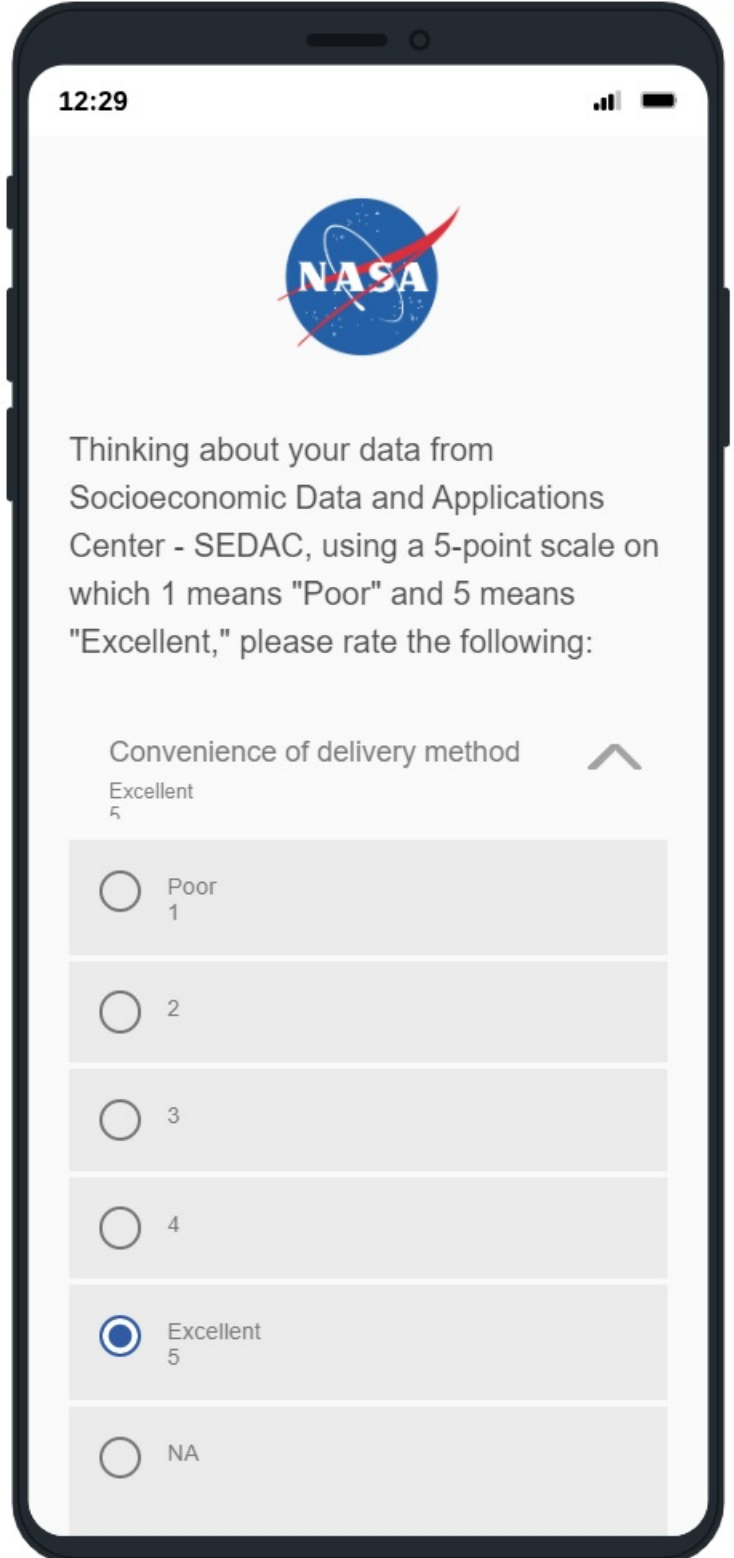 12:29
NASA
Thinking about your data from
Socioeconomic Data and Applications
Center - SEDAC, using a 5-point scale on
which 1 means "Poor" and 5 means
"Excellent," please rate the following:
Convenience of delivery method
Excellent
5
Poor
1
2
3
4
Excellent
5
NA